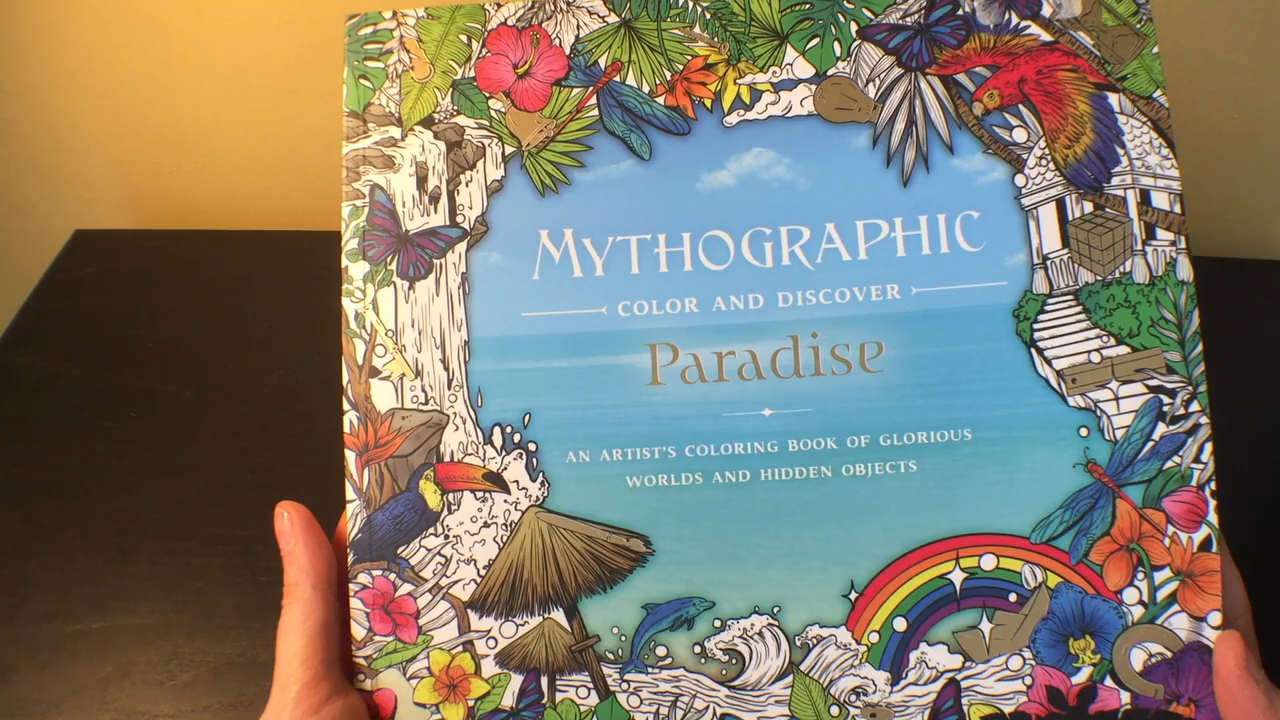 MYTHOGRAPHIC
COLOR AND DISCOVER
Paradise
AN ARTIST'S COLORING BOOK OF GLORIOUS
WORLDS AND HIDDEN OBJECTS